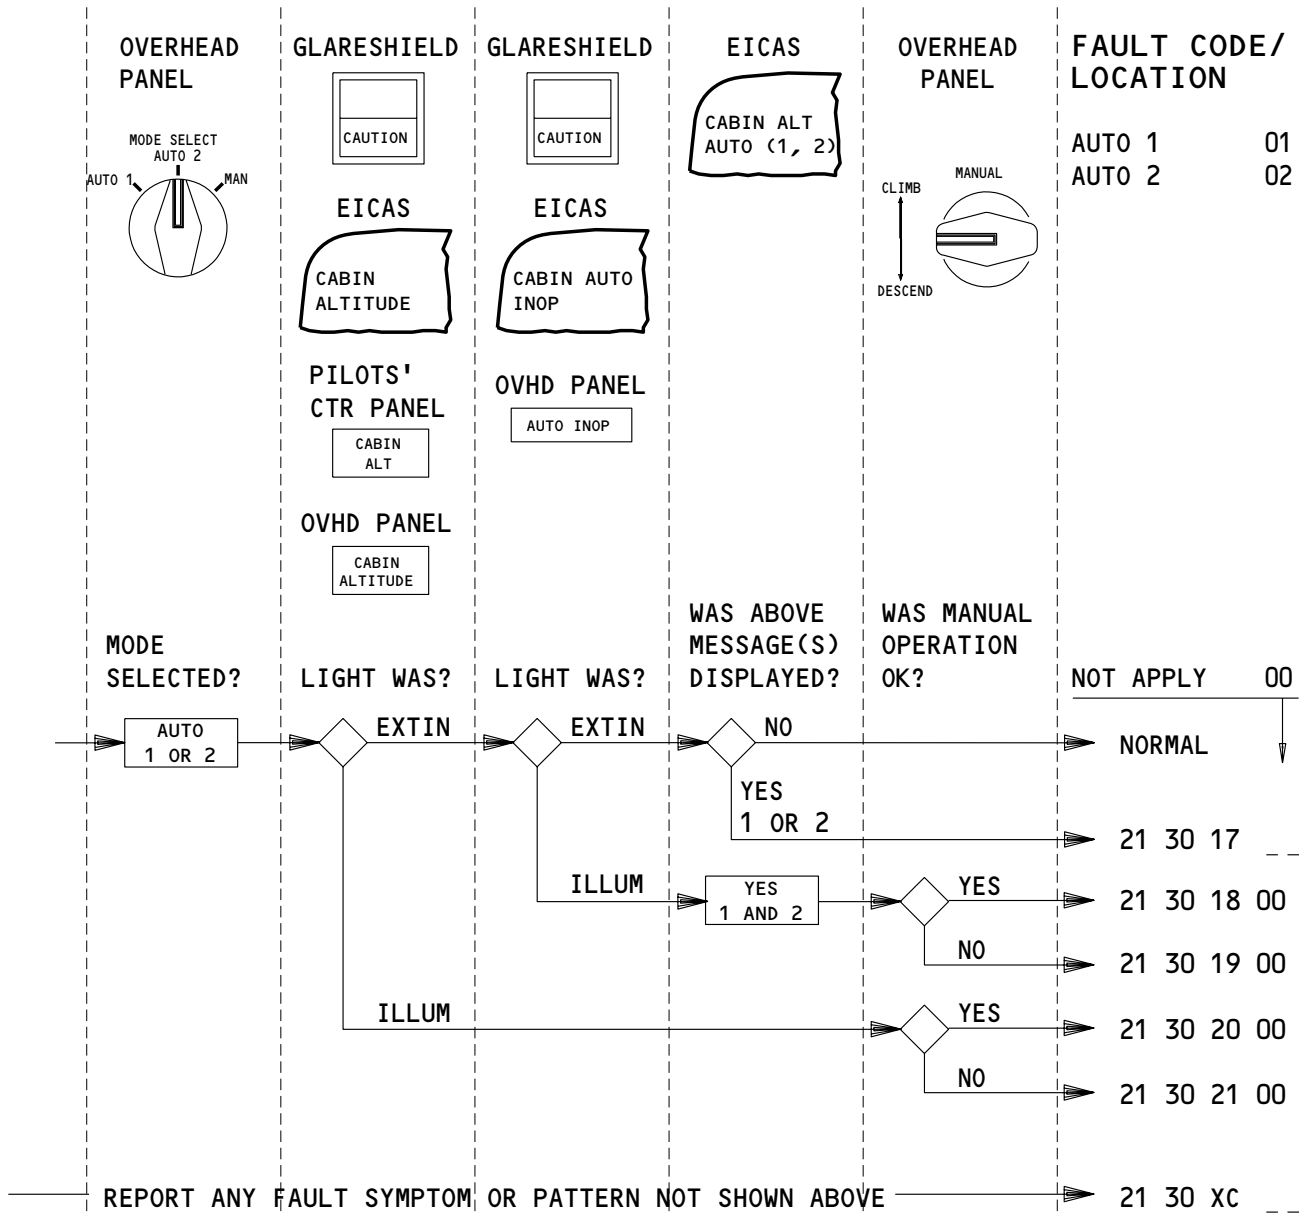 OVERHEAD
PANEL
MODE SELECT
AUTO 2
AUTO 1
MAN
GLARESHIELD
CAUTION
EICAS
CABIN
ALTITUDE
PILOTS'
CTR PANEL
CABIN
ALT
OVHD PANEL
CABIN
ALTITUDE
GLARESHIELD
CAUTION
EICAS
CABIN AUTO
INOP
OVHD PANEL
AUTO INOP
EICAS
CABIN ALT
AUTO (1, 2)
OVERHEAD
PANEL
MANUAL
CLIMB
DESCEND
FAULT CODE/
LOCATION
AUTO 1 01
AUTO 2 02
MODE
SELECTED?
LIGHT WAS?
LIGHT WAS?
WAS ABOVE
MESSAGE(S)
DISPLAYED?
WAS MANUAL
OPERATION
OK?
NOT APPLY 00
AUTO
1 OR 2
EXTIN
EXTIN
NO
NORMAL
YES
1 OR 2
21 30 17 _ _
ILLUM
YES
1 AND 2
YES
21 30 18 00
NO
21 30 19 00
ILLUM
YES
21 30 20 00
NO
21 30 21 00
REPORT ANY FAULT SYMPTOM OR PATTERN NOT SHOWN ABOVE
21 30 XC _ _